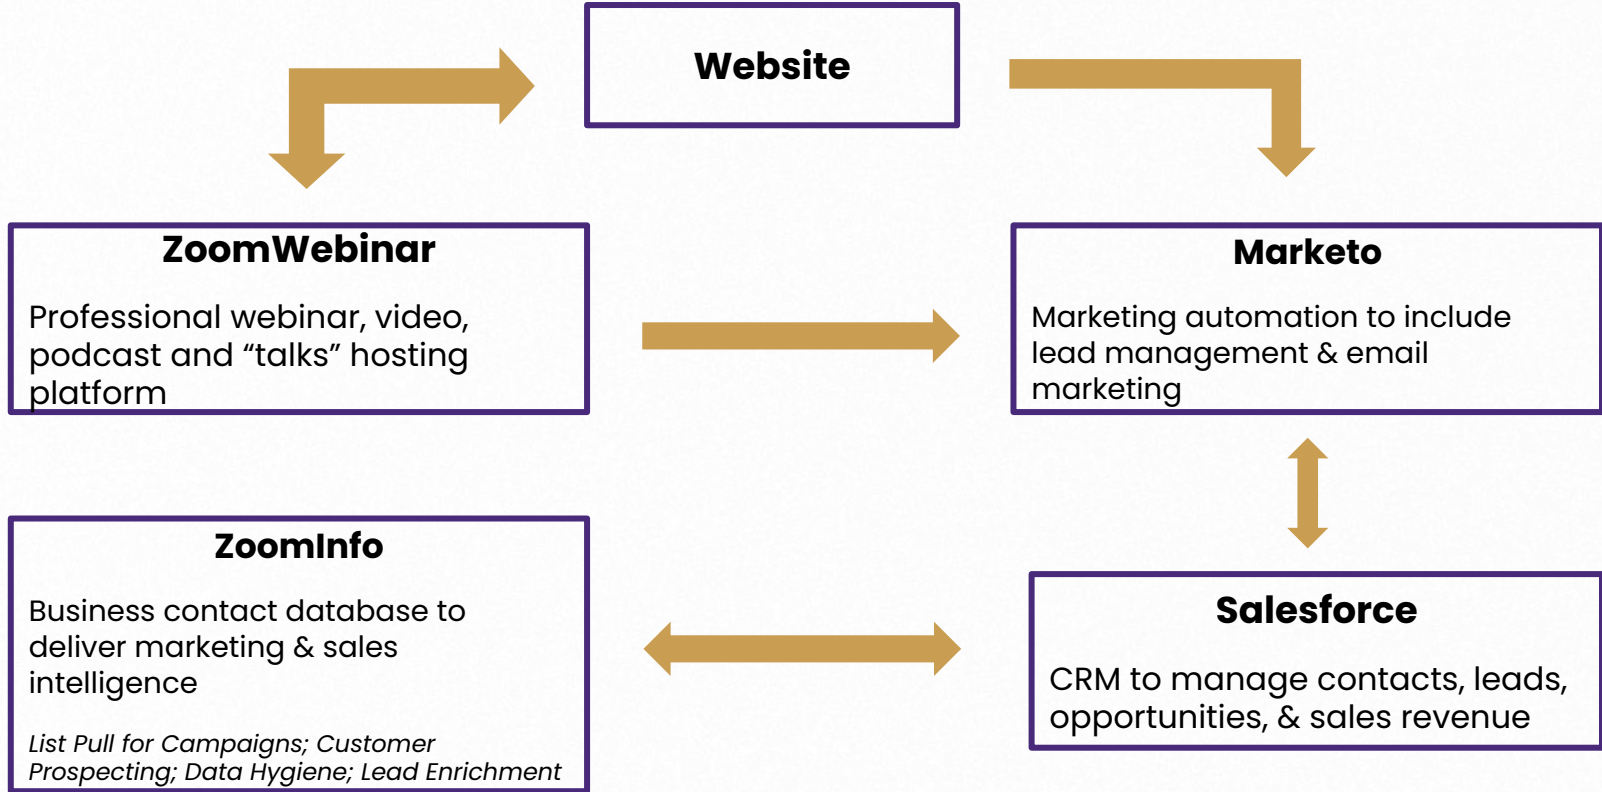 Website
ZoomWebinar
Professional webinar, video,
podcast and “talks” hosting
platform
Marketo
Marketing automation to include
lead management & email
marketing
ZoomInfo
Business contact database to
deliver marketing & sales
intelligence
List Pull for Campaigns; Customer
Prospecting; Data Hygiene; Lead Enrichment
Salesforce
CRM to manage contacts, leads,
opportunities, & sales revenue